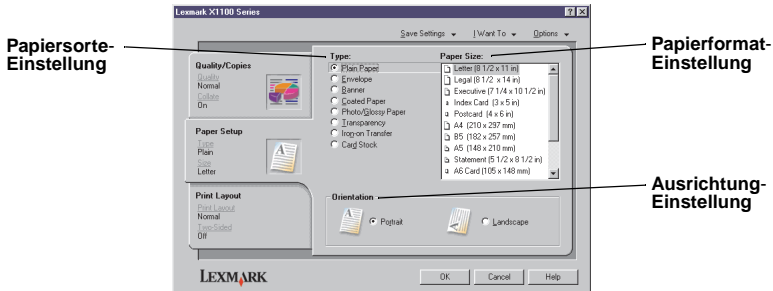 Lexmark X1100 Series
Save Settings
I Want To
Options
Papiersorte-
Einstellung
Papierformat-
Einstellung
Ausrichtung-
Einstellung
Quality/Copies
Quality
Normal
Collate
On
Paper Setup
Type
Plain
Size
Letter
Print Layout
Print Layout
Normal
Two-Sided
Off
Type:
Plain Paper
Envelope
Banner
Coated Paper
Photo/Glossy Paper
Transparency
Iron-on Transfer
Card Stock
Paper Size:
Letter (8 1/2 x 11 in)
Legal (8 1/2 x 14 in)
Executive (7 1/4 x 10 1/2 in)
Index Card (3 x 5 in)
Postcard (4 x 6 in)
A4 (210 x 297 mm)
B5 (182 x 257 mm)
A5 (148 x 210 mm)
Statement (5 1/2 x 8 1/2 in)
A6 Card (105 x 148 mm)
Orientation
Portrait
Landscape
LEXMARK
OK
Cancel
Help